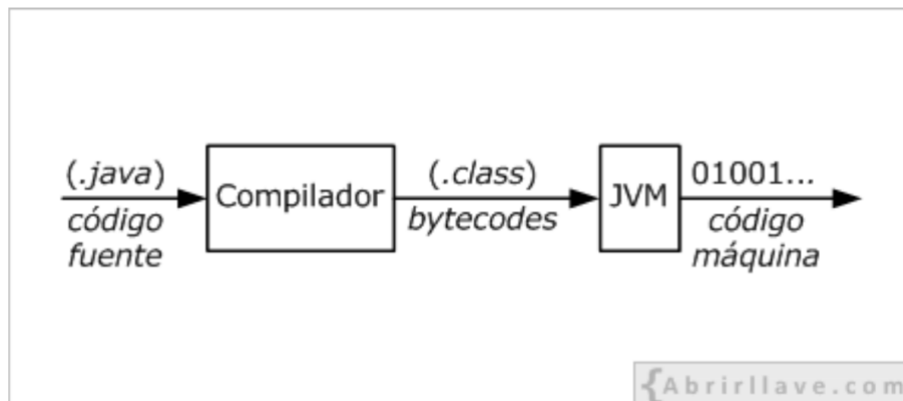 (.java)
código
fuente
Compilador
(.class)
bytecodes
JVM
01001...
código
máquina
{Abrirllave.com